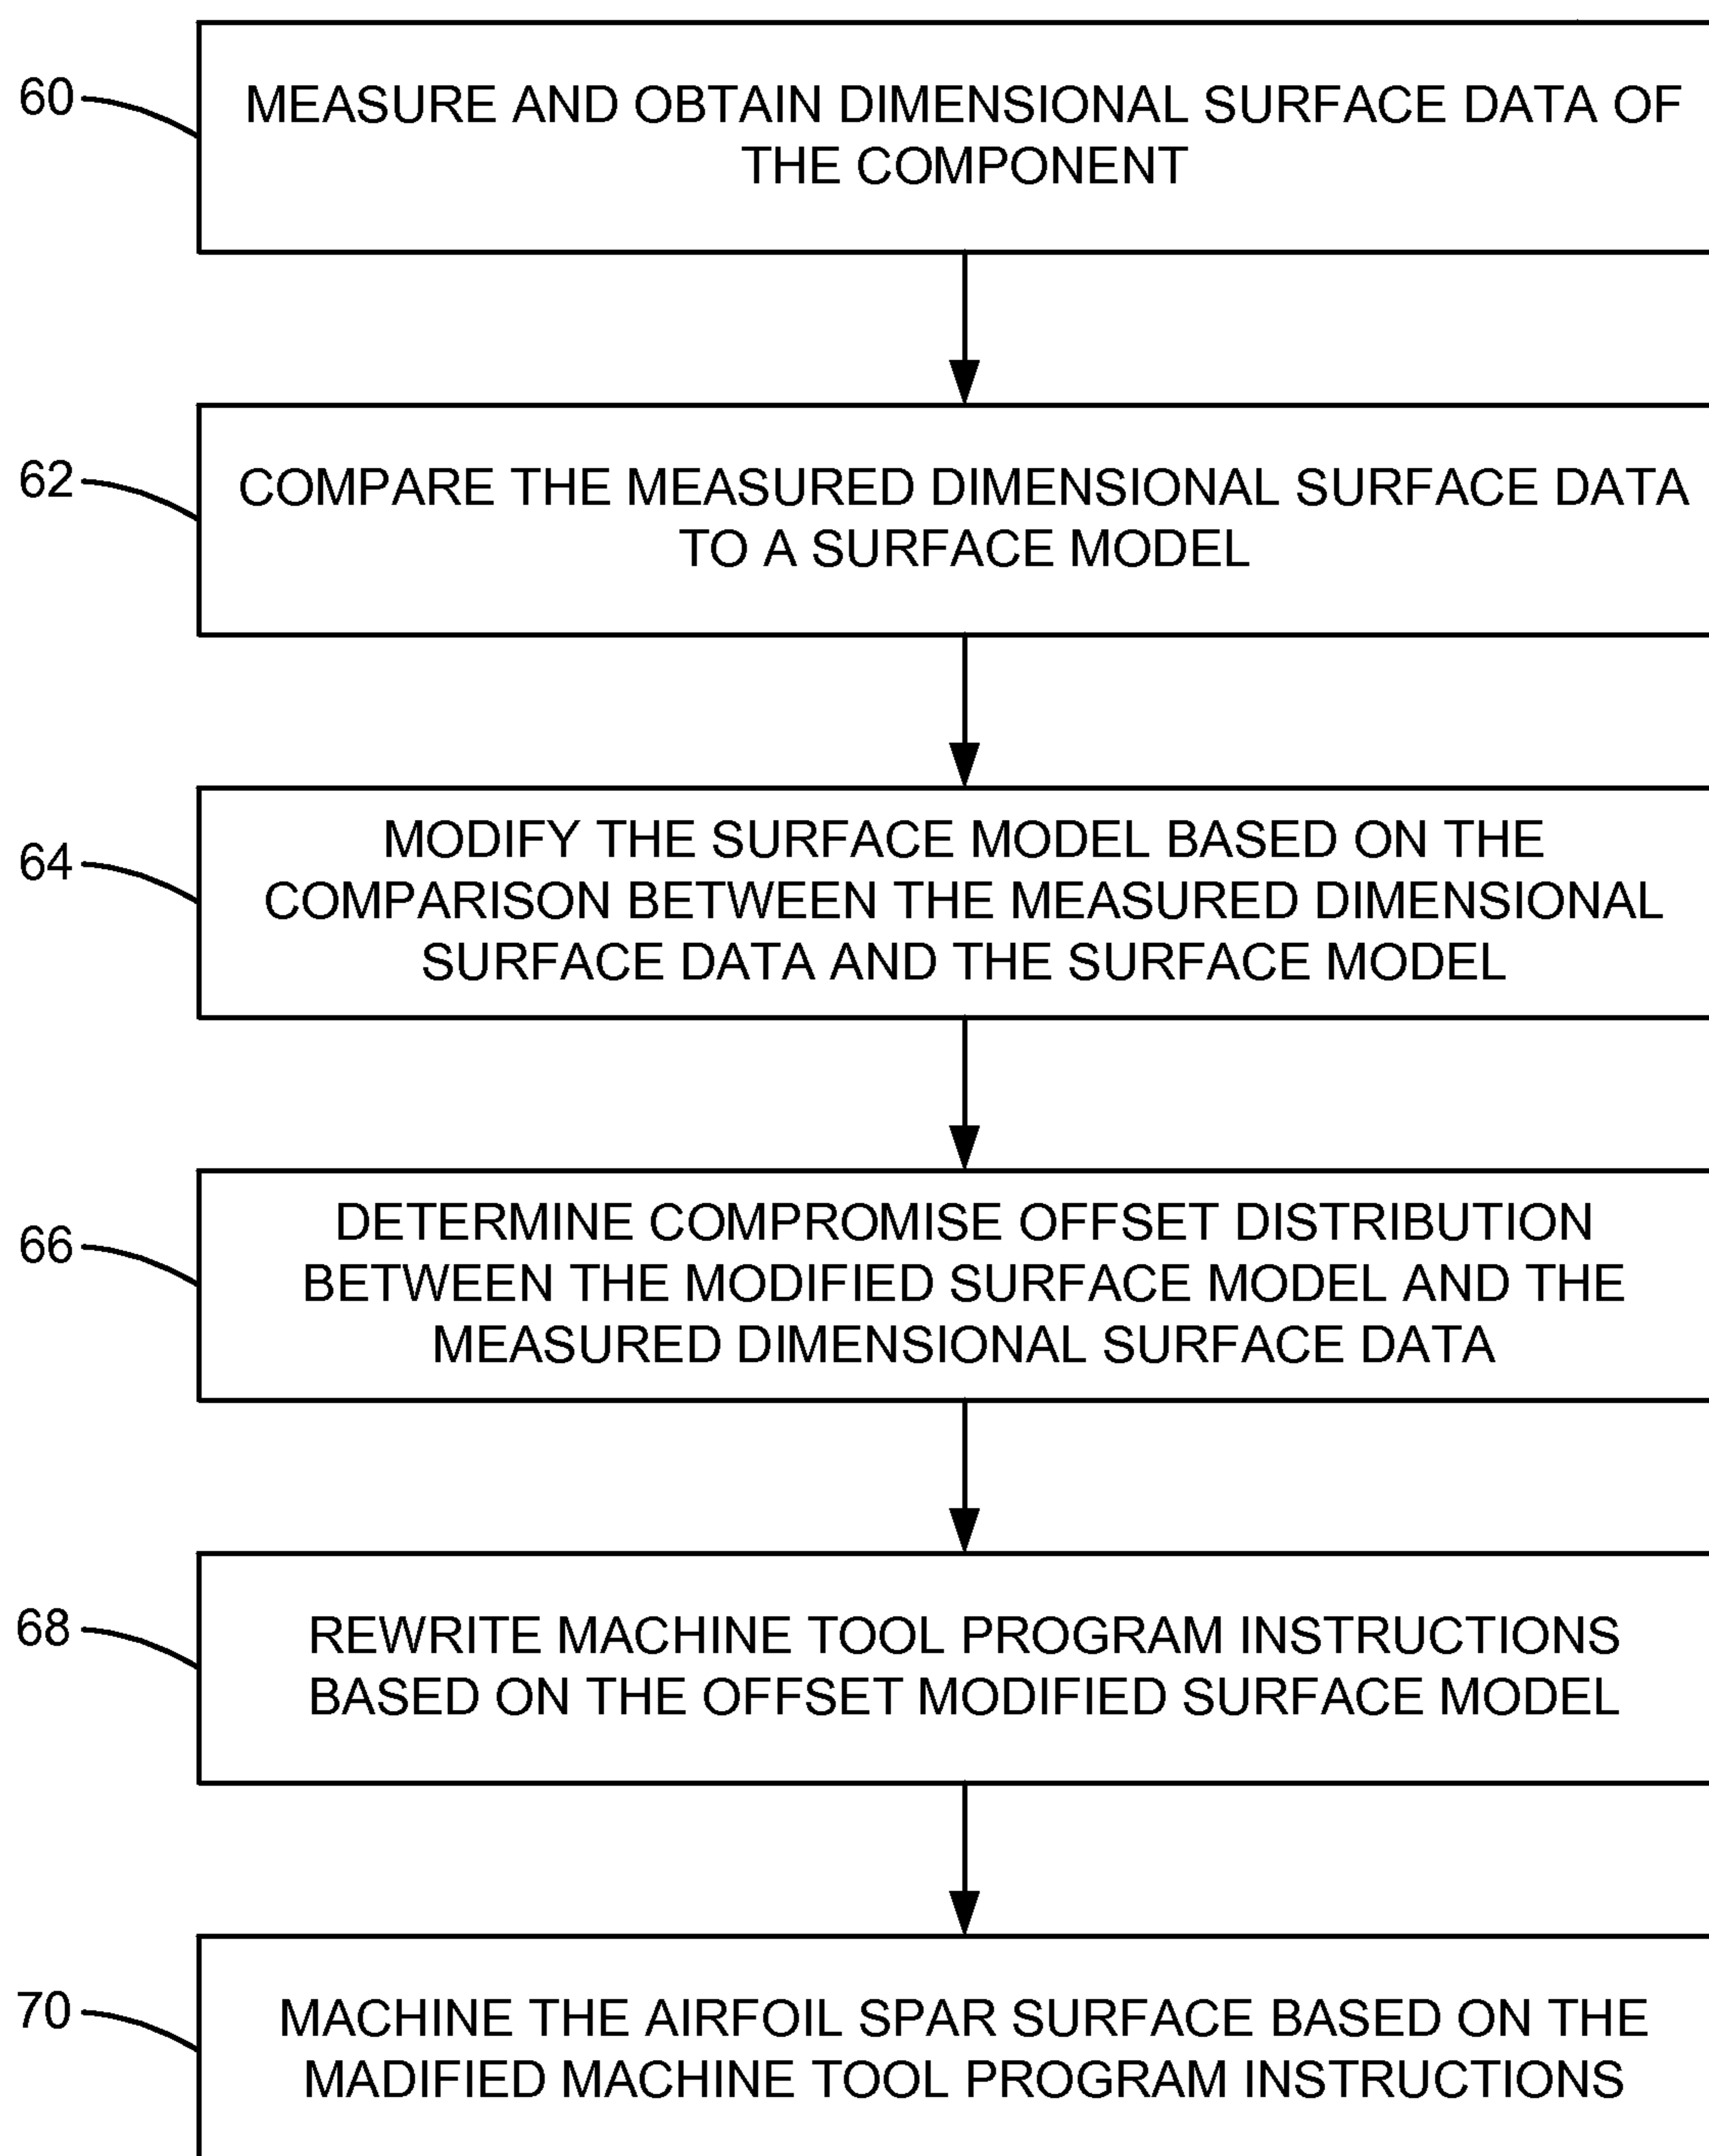 60
MEASURE AND OBTAIN DIMENSIONAL SURFACE DATA OF
THE COMPONENT
62
COMPARE THE MEASURED DIMENSIONAL SURFACE DATA
TO A SURFACE MODEL
64
MODIFY THE SURFACE MODEL BASED ON THE
COMPARISON BETWEEN THE MEASURED DIMENSIONAL
SURFACE DATA AND THE SURFACE MODEL
66
DETERMINE COMPROMISE OFFSET DISTRIBUTION
BETWEEN THE MODIFIED SURFACE MODEL AND THE
MEASURED DIMENSIONAL SURFACE DATA
68
REWRITE MACHINE TOOL PROGRAM INSTRUCTIONS
BASED ON THE OFFSET MODIFIED SURFACE MODEL
70
MACHINE THE AIRFOIL SPAR SURFACE BASED ON THE
MADIFIED MACHINE TOOL PROGRAM INSTRUCTIONS